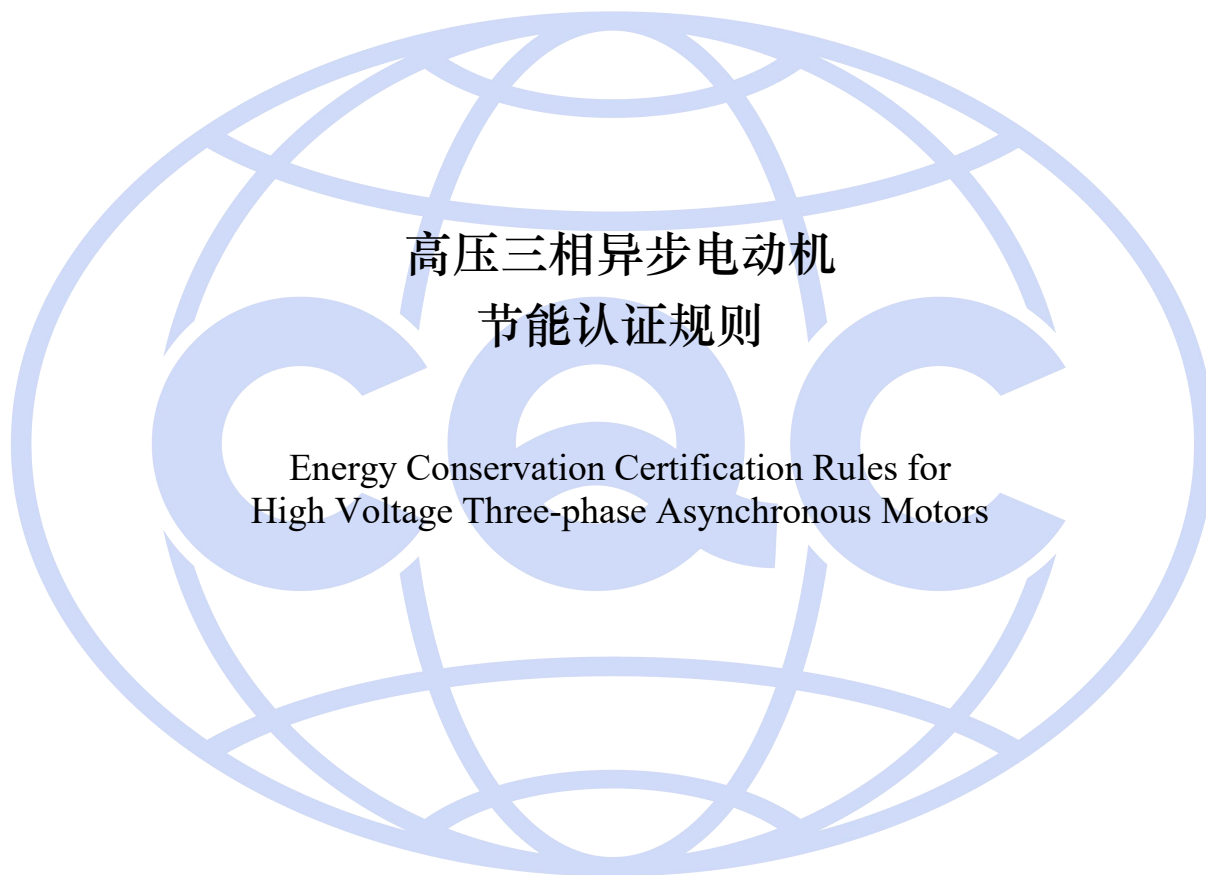 高压三相异步电动机
节能认证规则
CQC
Energy Conservation Certification Rules for
High Voltage Three-phase Asynchronous Motors